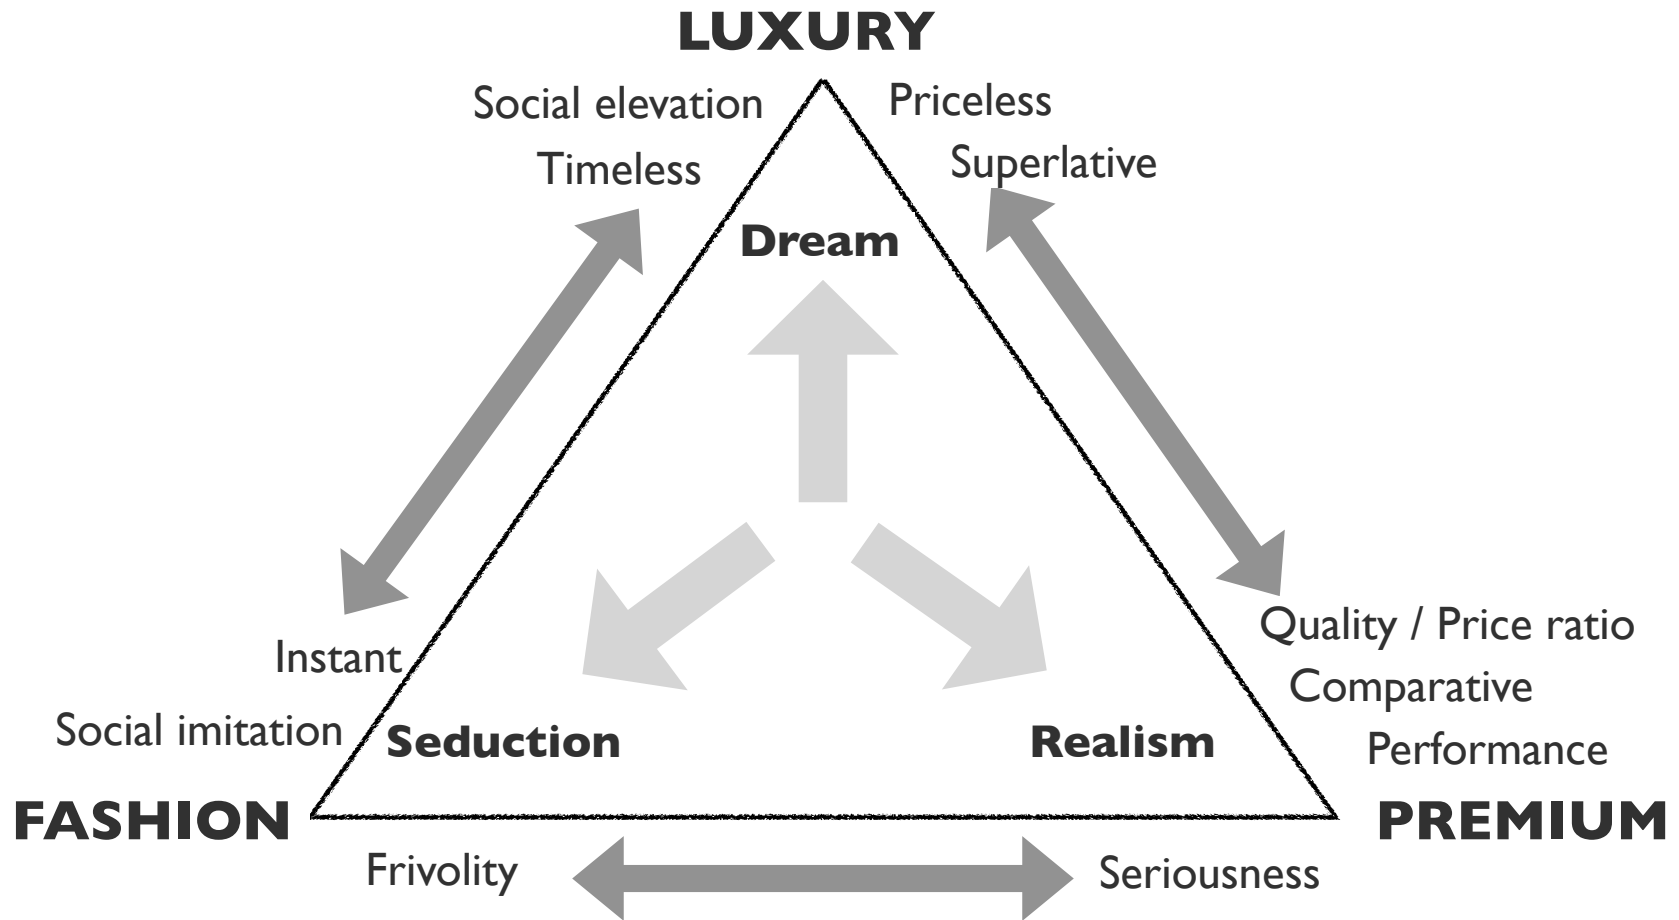 LUXURY
Social elevation
Priceless
Timeless
Superlative
Dream
Instant
Quality / Price ratio
Comparative
Social imitation
Seduction
Realism
Performance
FASHION
PREMIUM
Frivolity
Seriousness